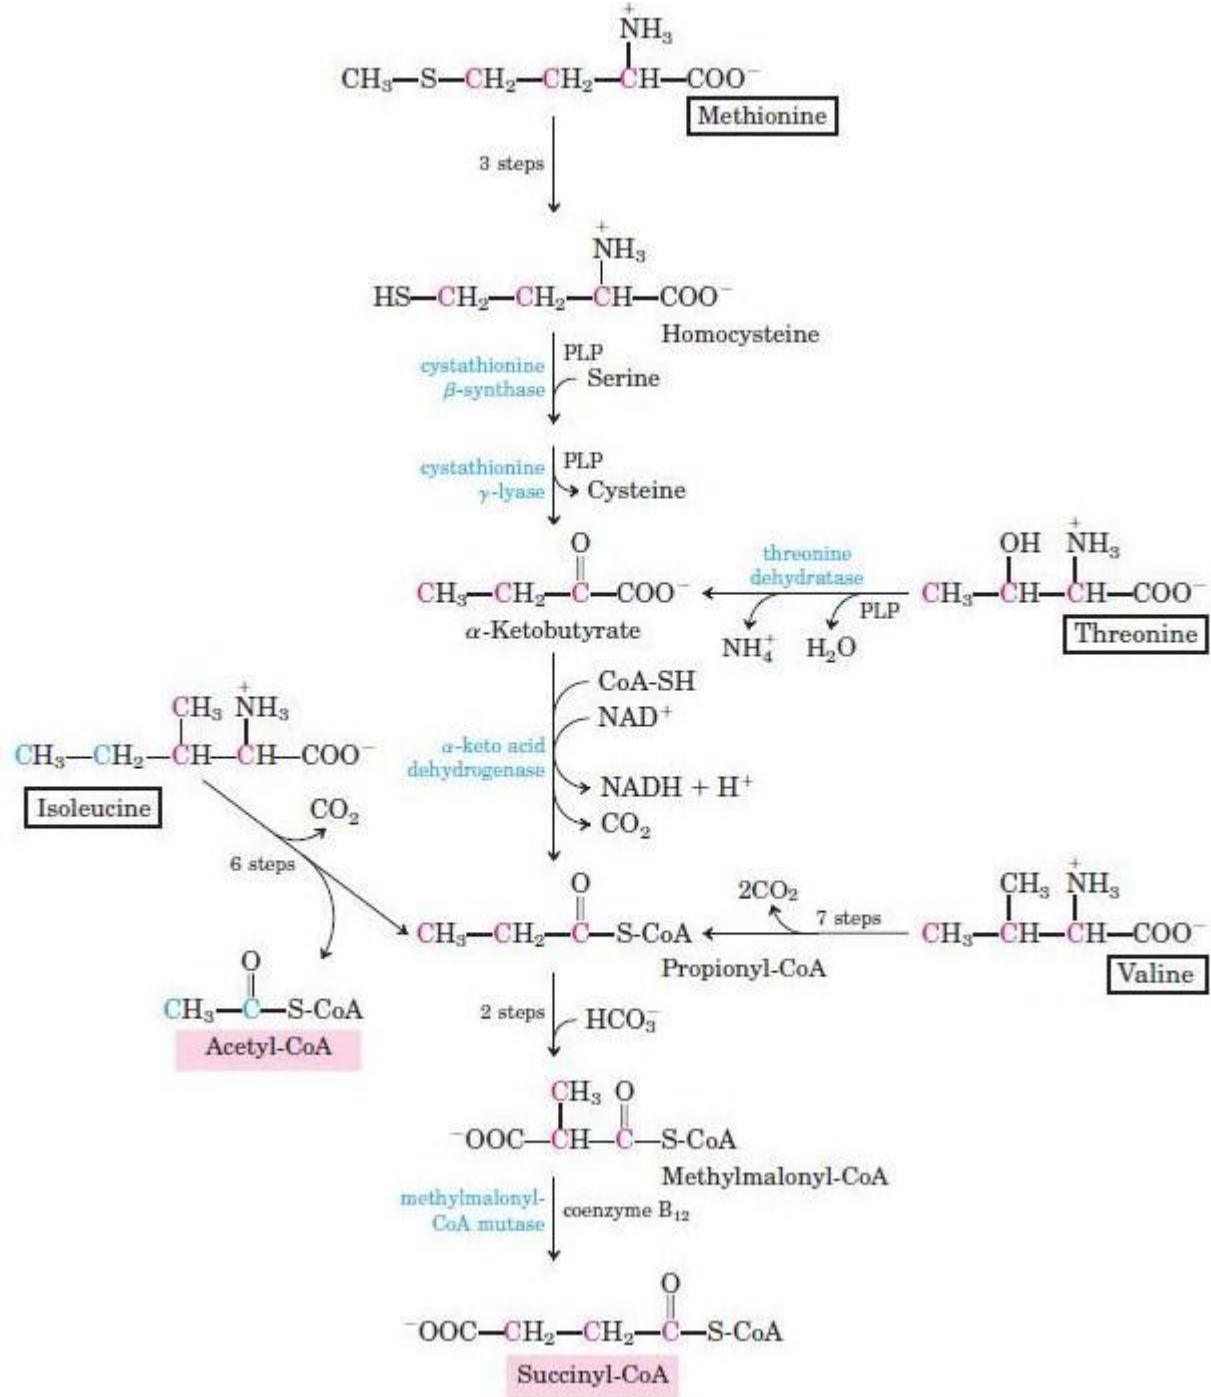 +
NH₃
CH₃—S—CH₂—CH₂—CH—COO⁻
Methionine
3 steps
+
NH₃
HS—CH₂—CH₂—CH—COO⁻
Homocysteine
cystathionine
β-synthase
PLP
Serine
cystathionine
γ-lyase
PLP
Cysteine
O
CH₃—CH₂—C—COO⁻
α-Ketobutyrate
threonine
dehydratase
PLP
NH₄⁺
H₂O
OH
+
NH₃
CH₃—CH—CH—COO⁻
Threonine
CoA-SH
NAD⁺
α-keto acid
dehydrogenase
NADH + H⁺
CO₂
CH₃
+
NH₃
CH₃—CH₂—CH—CH—COO⁻
Isoleucine
CO₂
6 steps
O
CH₃—C—S-CoA
Acetyl-CoA
O
CH₃—CH₂—C—S-CoA
Propionyl-CoA
2CO₂
7 steps
CH₃
+
NH₃
CH₃—CH—CH—COO⁻
Valine
2 steps
HCO₃⁻
CH₃ O
⁻OOC—CH—C—S-CoA
Methylmalonyl-CoA
methylmalonyl-
CoA mutase
coenzyme B₁₂
O
⁻OOC—CH₂—CH₂—C—S-CoA
Succinyl-CoA